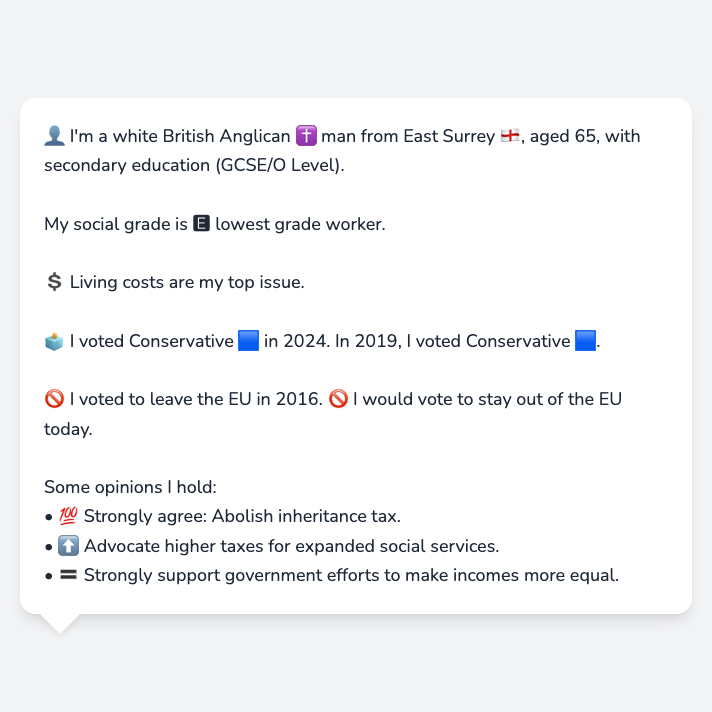 👤 I'm a white British Anglican ✝️ man from East Surrey 🏴󠁧󠁢󠁥󠁮󠁧󠁿, aged 65, with
secondary education (GCSE/O Level).
My social grade is 🅴 lowest grade worker.
💲 Living costs are my top issue.
🗳️ I voted Conservative 🟦 in 2024. In 2019, I voted Conservative 🟦.
🚫 I voted to leave the EU in 2016. 🚫 I would vote to stay out of the EU
today.
Some opinions I hold:
• 💯 Strongly agree: Abolish inheritance tax.
• ⬆️ Advocate higher taxes for expanded social services.
• 🟰 Strongly support government efforts to make incomes more equal.